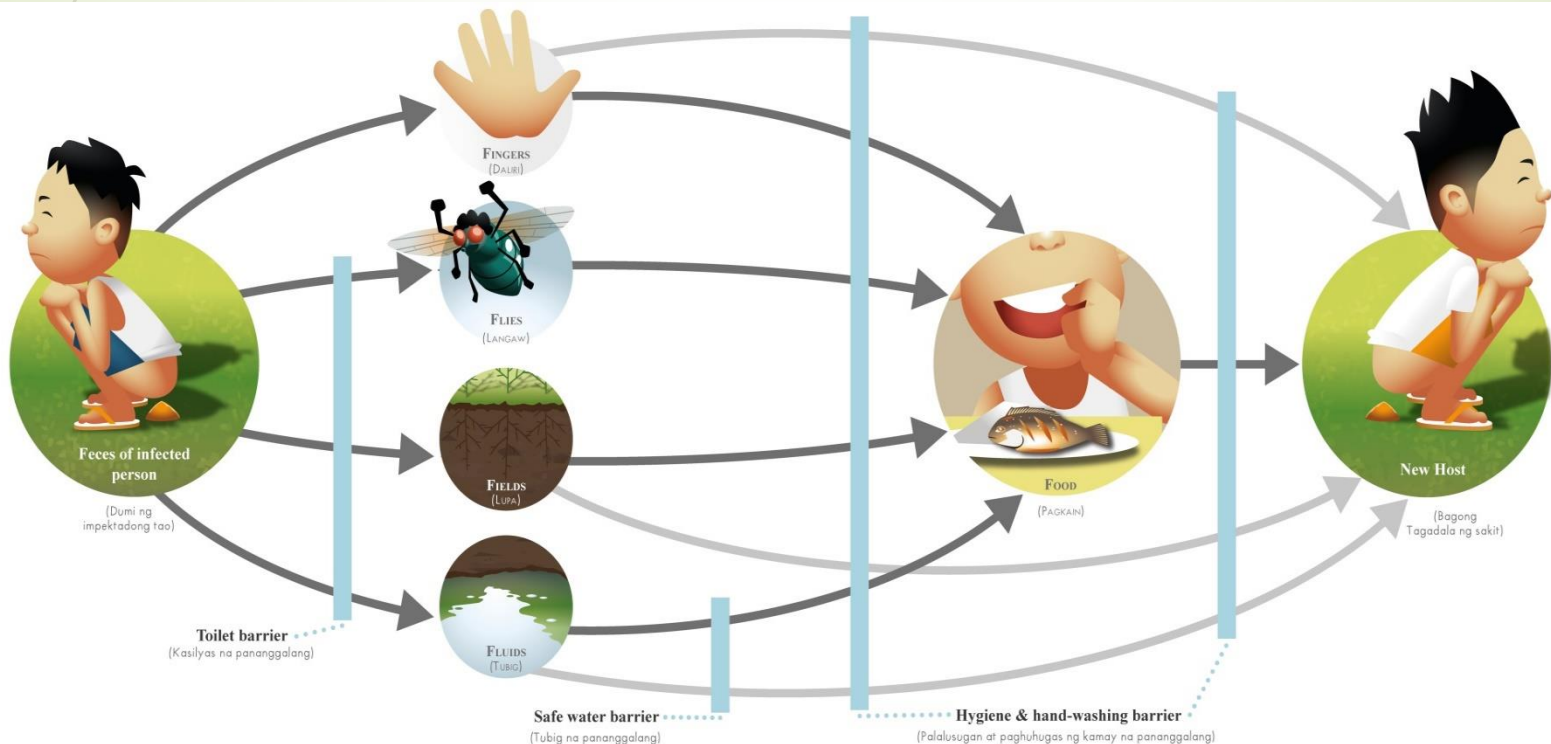 FINGERS
(DALIRI)
FLIES
(LANGAW)
FIELDS
(LUPA)
FLUIDS
(TUBIG)
Feces of infected
person
(Dumi ng
impektadong tao)
FOOD
(PAGKAIN)
New Host
(Bagong
Tagadala ng sakit)
Toilet barrier
(Kasilyas na pananggalang)
Safe water barrier
(Tubig na pananggalang)
Hygiene & hand-washing barrier
(Palalusugan at paghuhugas ng kamay na pananggalang)